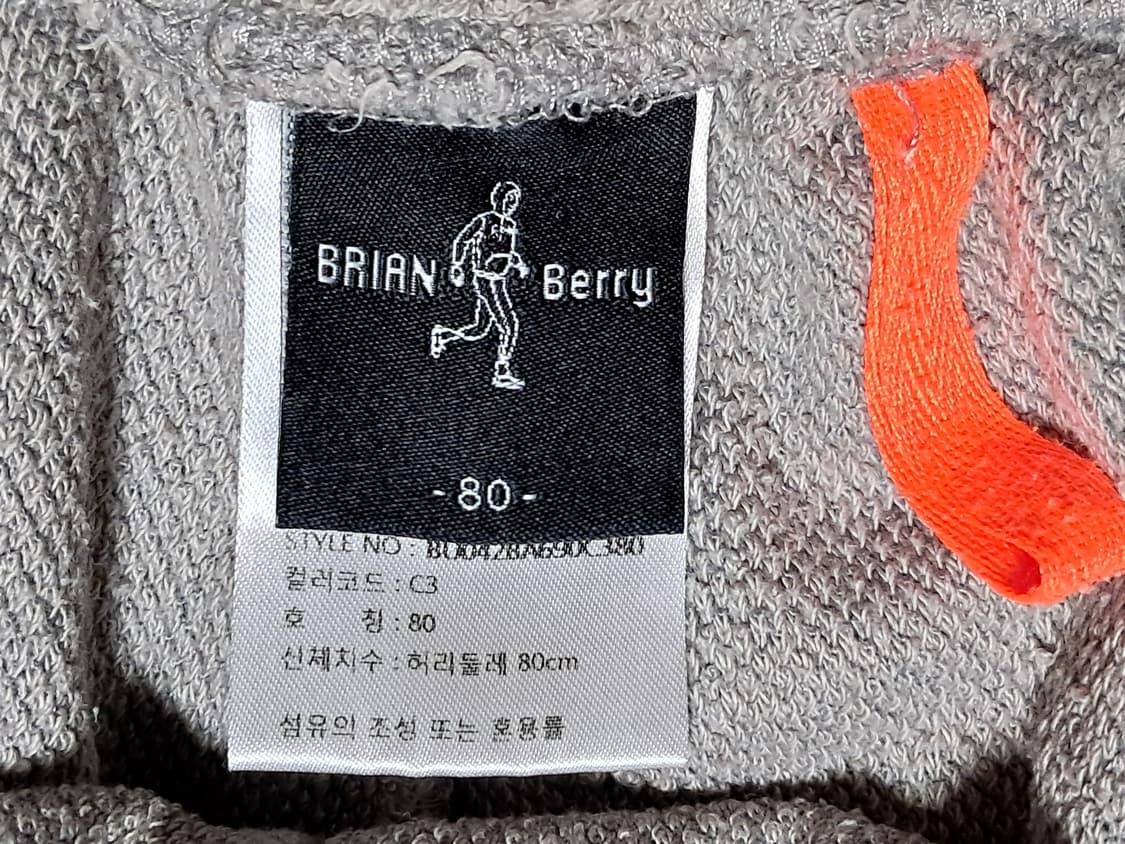 BRIAN Berry
-80-
STYLE NO :
컬러코드 : C3
호 칭 : 80
신체치수 : 허리둘레 80cm
섬유의 조성 또는 혼용률